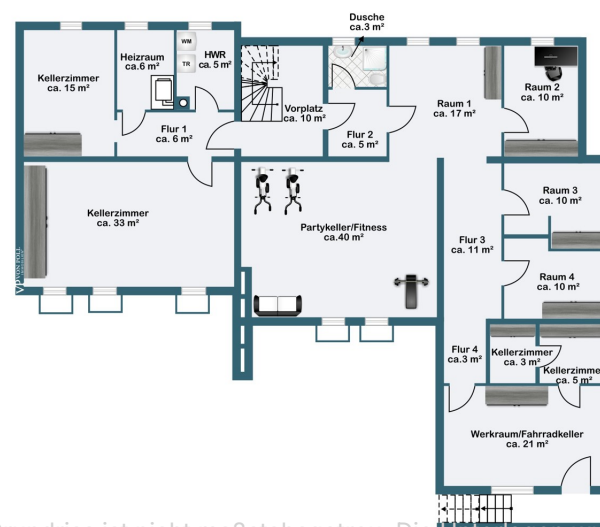 Dusche
ca.3 m²
WM
TR
HWR
ca. 5 m²
Heizraum
ca.6 m²
Kellerzimmer
ca. 15 m²
Vorplatz
ca. 10 m²
Raum 1
ca. 17 m²
Raum 2
ca. 10 m²
Flur 1
ca. 6 m²
Flur 2
ca. 5 m²
Raum 3
ca. 10 m²
Kellerzimmer
ca. 33 m²
Partykeller/Fitness
ca.40 m²
Flur 3
ca. 11 m²
Raum 4
ca. 10 m²
VP VON POLL
Flur 4
ca.3 m²
Kellerzimmer
ca. 3 m²
Kellerzimme
ca. 5 m²
Werkraum/Fahrradkeller
ca. 21 m²